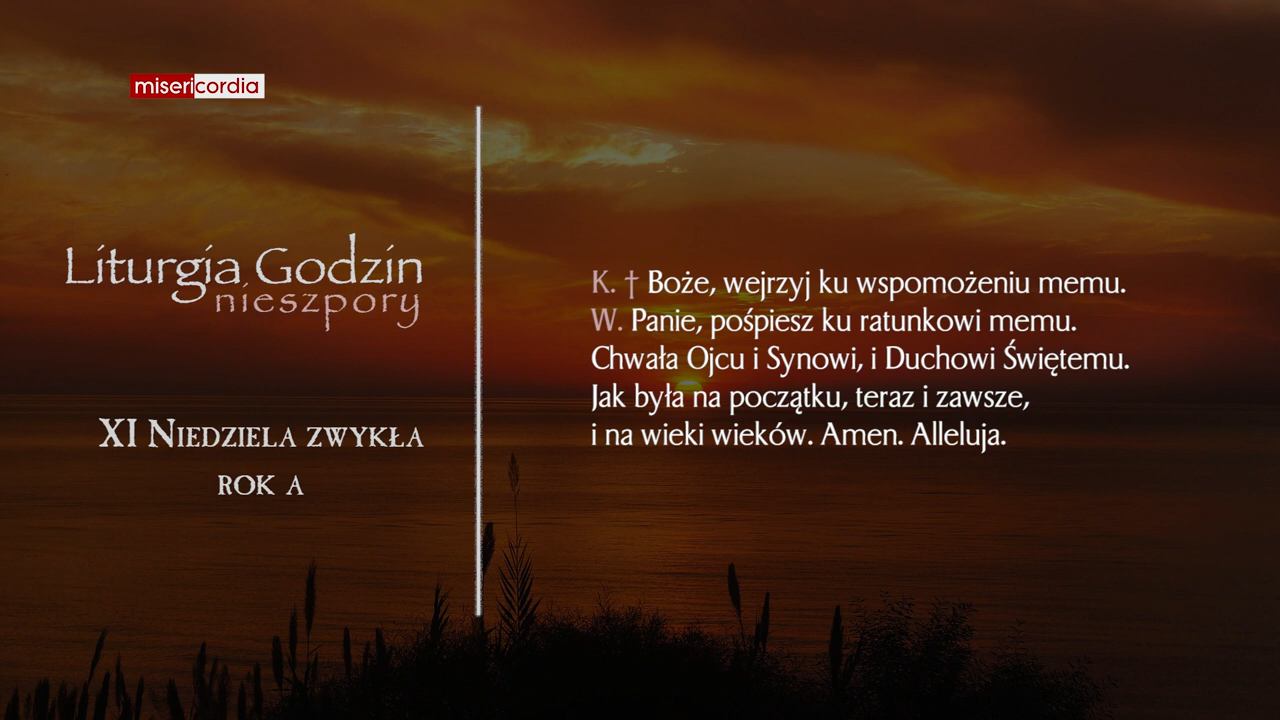 misericordia
Liturgia Godzin
nieszpory
XI Niedziela zwykła
rok a
K. † Boże, wejrzyj ku wspomożeniu memu.
W. Panie, pośpiesz ku ratunkowi memu.
Chwała Ojcu i Synowi, i Duchowi Świętemu.
Jak była na początku, teraz i zawsze,
i na wieki wieków. Amen. Alleluja.